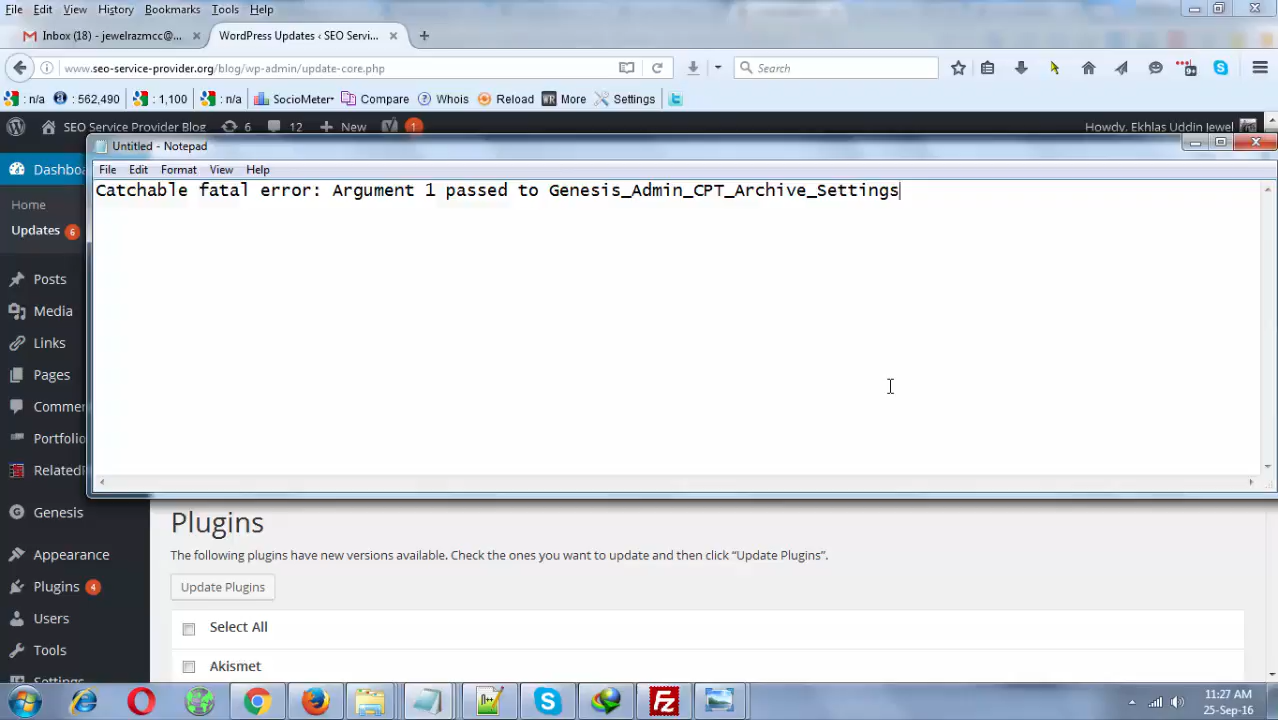 File Edit View History Bookmarks Tools Help
Inbox (18) - jewelrazmcc@...
WordPress Updates ‹ SEO Servi...
www.seo-service-provider.org/blog/wp-admin/update-core.php
Search
: n/a : 562,490 : 1,100 : n/a SocioMeter Compare ? Whois Reload More Settings
SEO Service Provider Blog 6 12 + New 1 Howdy, Ekhlas Uddin Jewel
Untitled - Notepad
File Edit Format View Help
Catchable fatal error: Argument 1 passed to Genesis_Admin_CPT_Archive_Settings
Home
Updates 6
Posts
Media
Links
Pages
Portfolio
Genesis
Appearance
Plugins 4
Users
Tools
Plugins
The following plugins have new versions available. Check the ones you want to update and then click “Update Plugins”.
Update Plugins
Select All
Akismet
11:27 AM
25-Sep-16